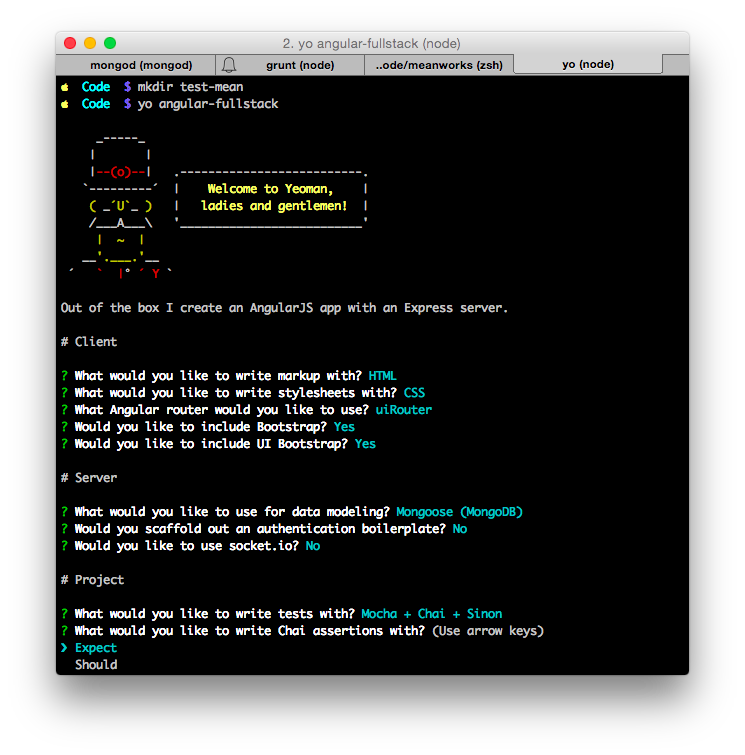 2. yo angular-fullstack (node)
mongod (mongod) grunt (node) ..ode/meanworks (zsh) yo (node)
Code $ mkdir test-mean
Code $ yo angular-fullstack
     _-----_
    |       |
    |--(o)--|   .--------------------------.
   `---------´  |    Welcome to Yeoman,    |
    ( _´U`_ )   |   ladies and gentlemen!  |
    /___A___\   '__________________________'
     |  ~  |
   __'.___.'__
 ´   `  |° ´ Y `
Out of the box I create an AngularJS app with an Express server.
# Client
? What would you like to write markup with? HTML
? What would you like to write stylesheets with? CSS
? What Angular router would you like to use? uiRouter
? Would you like to include Bootstrap? Yes
? Would you like to include UI Bootstrap? Yes
# Server
? What would you like to use for data modeling? Mongoose (MongoDB)
? Would you scaffold out an authentication boilerplate? No
? Would you like to use socket.io? No
# Project
? What would you like to write tests with? Mocha + Chai + Sinon
? What would you like to write Chai assertions with? (Use arrow keys)
❯ Expect
Should